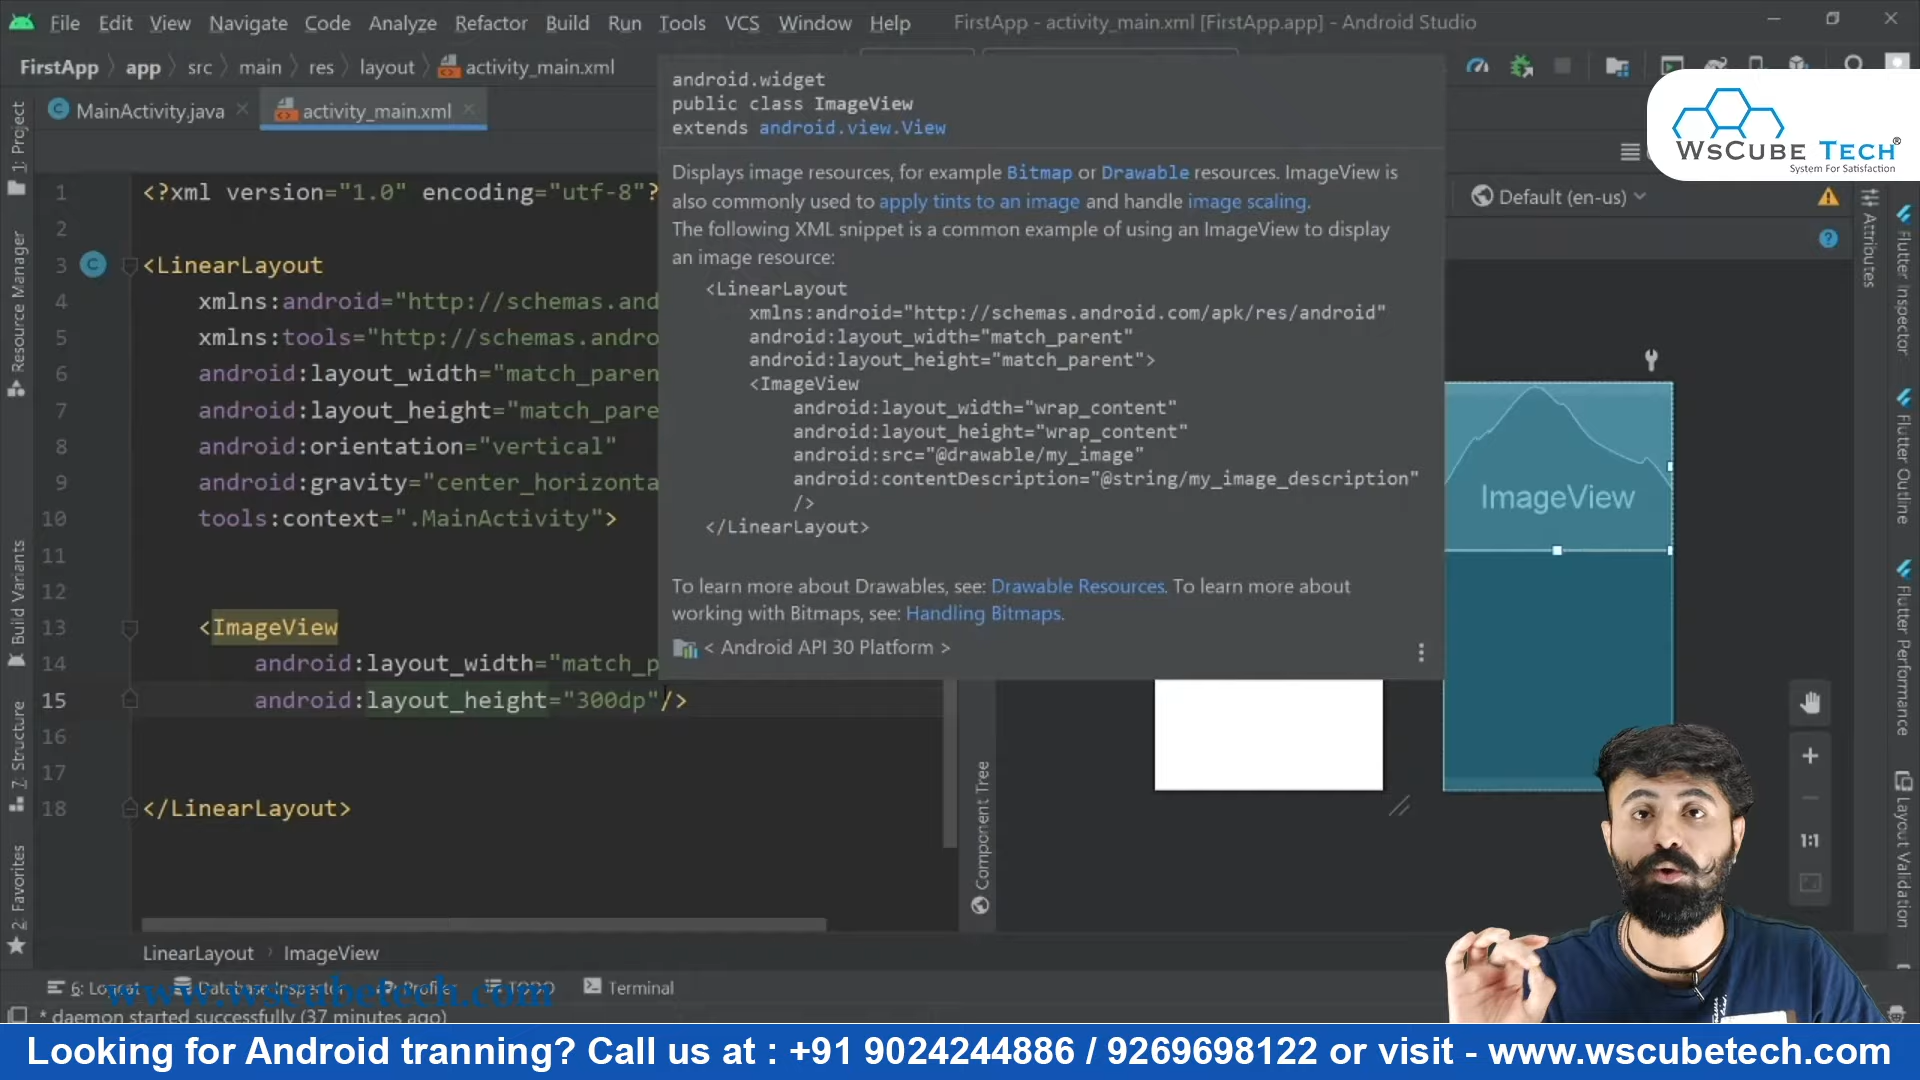 File Edit View Navigate Code Analyze Refactor Build Run Tools VCS Window Help FirstApp - activity_main.xml [FirstApp.app] - Android Studio
FirstApp app src main res layout activity_main.xml
MainActivity.java activity_main.xml
1 <?xml version="1.0" encoding="utf-8"?
2
3 <LinearLayout
4 xmlns:android="http://schemas.and
5 xmlns:tools="http://schemas.andro
6 android:layout_width="match_paren
7 android:layout_height="match_pare
8 android:orientation="vertical"
9 android:gravity="center_horizonta
10 tools:context=".MainActivity">
11
12
13 <ImageView
14 android:layout_width="match_p
15 android:layout_height="300dp"/>
16
17
18 </LinearLayout>
android.widget
public class ImageView
extends android.view.View
Displays image resources, for example Bitmap or Drawable resources. ImageView is
also commonly used to apply tints to an image and handle image scaling.
The following XML snippet is a common example of using an ImageView to display
an image resource:
<LinearLayout
xmlns:android="http://schemas.android.com/apk/res/android"
android:layout_width="match_parent"
android:layout_height="match_parent">
<ImageView
android:layout_width="wrap_content"
android:layout_height="wrap_content"
android:src="@drawable/my_image"
android:contentDescription="@string/my_image_description"
/>
</LinearLayout>
To learn more about Drawables, see: Drawable Resources. To learn more about
working with Bitmaps, see: Handling Bitmaps.
< Android API 30 Platform >
WsCube Tech®
System For Satisfaction
Default (en-us)
ImageView
1:1
1: Project
Resource Manager
Build Variants
7: Structure
2: Favorites
Component Tree
Attributes
Flutter Inspector
Flutter Outline
Flutter Performance
Layout Validation
LinearLayout ImageView
6: Logcat Database Inspector Profiler TODO Terminal
www.wscubetech.com
* daemon started successfully (37 minutes ago)
Looking for Android tranning? Call us at : +91 9024244886 / 9269698122 or visit - www.wscubetech.com